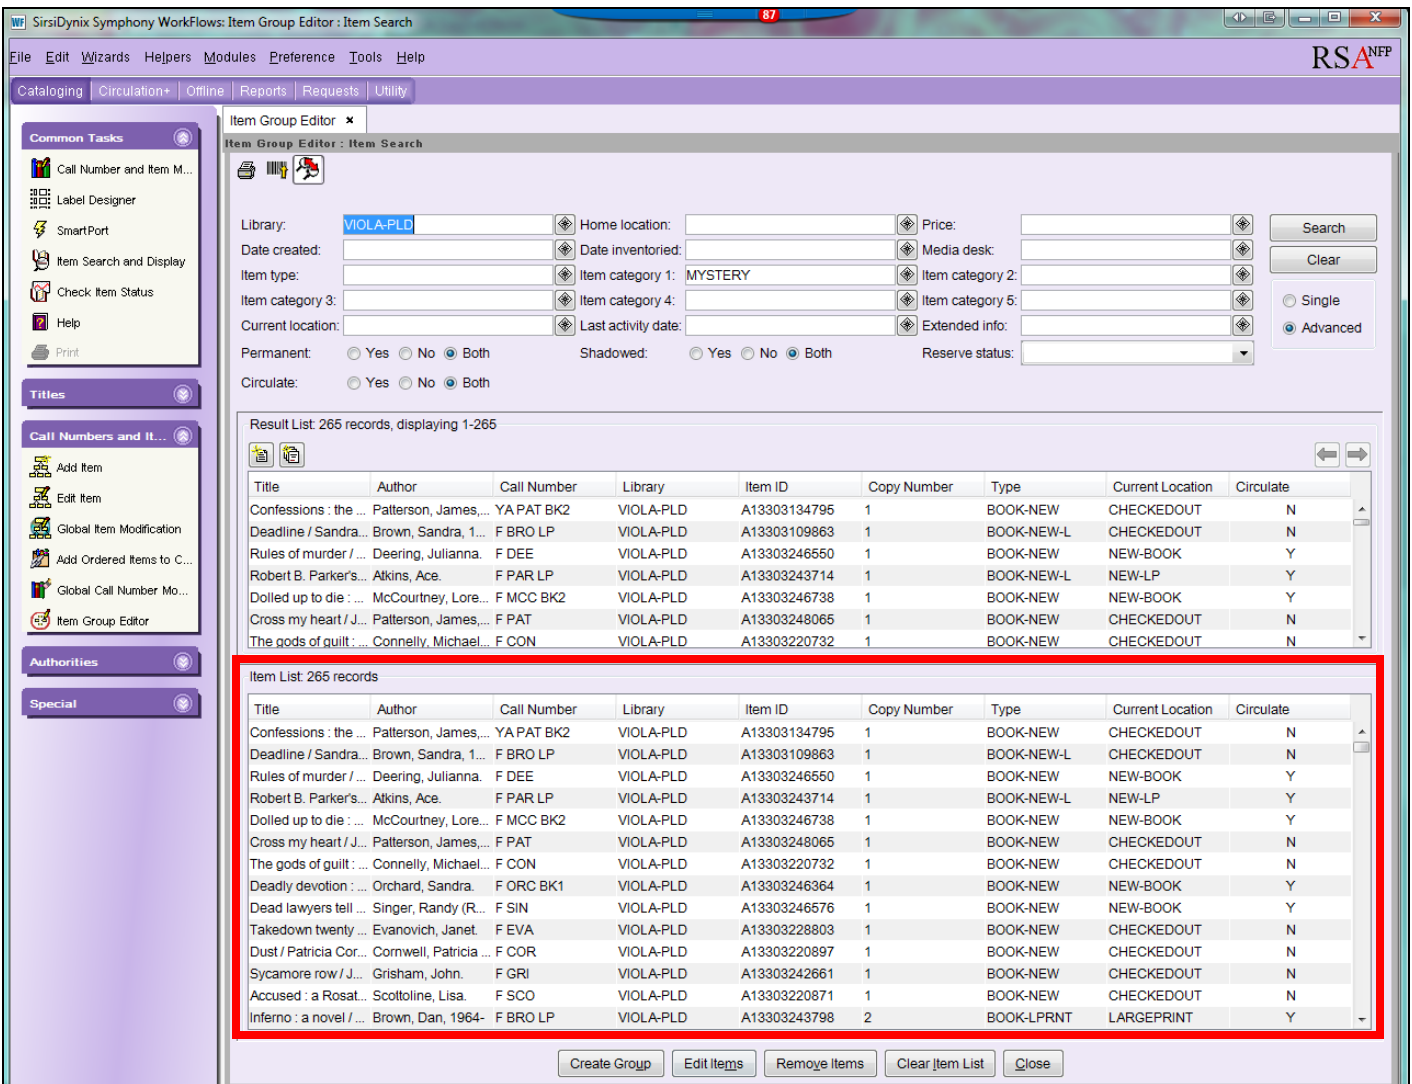 WF SirsiDynix Symphony WorkFlows: Item Group Editor : Item Search
87
File Edit Wizards Helpers Modules Preference Tools Help
RSA NFP
Cataloging Circulation+ Offline Reports Requests Utility
Item Group Editor ×
Item Group Editor : Item Search
Common Tasks
Call Number and Item M...
Label Designer
SmartPort
Item Search and Display
Check Item Status
Help
Print
Titles
Call Numbers and It...
Add Item
Edit Item
Global Item Modification
Add Ordered Items to C...
Global Call Number Mo...
Item Group Editor
Authorities
Special
Library: VIOLA-PLD Home location: Price: Search
Date created: Date inventoried: Media desk: Clear
Item type: Item category 1: MYSTERY Item category 2:
Item category 3: Item category 4: Item category 5: Single
Current location: Last activity date: Extended info: Advanced
Permanent: Yes No Both Shadowed: Yes No Both Reserve status:
Circulate: Yes No Both
Result List: 265 records, displaying 1-265
Title Author Call Number Library Item ID Copy Number Type Current Location Circulate
Confessions : the ... Patterson, James,... YA PAT BK2 VIOLA-PLD A13303134795 1 BOOK-NEW CHECKEDOUT N
Deadline / Sandra... Brown, Sandra, 1... F BRO LP VIOLA-PLD A13303109863 1 BOOK-NEW-L CHECKEDOUT N
Rules of murder / ... Deering, Julianna. F DEE VIOLA-PLD A13303246550 1 BOOK-NEW NEW-BOOK Y
Robert B. Parker's... Atkins, Ace. F PAR LP VIOLA-PLD A13303243714 1 BOOK-NEW-L NEW-LP Y
Dolled up to die : ... McCourtney, Lore... F MCC BK2 VIOLA-PLD A13303246738 1 BOOK-NEW NEW-BOOK Y
Cross my heart / J... Patterson, James,... F PAT VIOLA-PLD A13303248065 1 BOOK-NEW CHECKEDOUT N
The gods of guilt : ... Connelly, Michael... F CON VIOLA-PLD A13303220732 1 BOOK-NEW CHECKEDOUT N
Item List: 265 records
Title Author Call Number Library Item ID Copy Number Type Current Location Circulate
Confessions : the ... Patterson, James,... YA PAT BK2 VIOLA-PLD A13303134795 1 BOOK-NEW CHECKEDOUT N
Deadline / Sandra... Brown, Sandra, 1... F BRO LP VIOLA-PLD A13303109863 1 BOOK-NEW-L CHECKEDOUT N
Rules of murder / ... Deering, Julianna. F DEE VIOLA-PLD A13303246550 1 BOOK-NEW NEW-BOOK Y
Robert B. Parker's... Atkins, Ace. F PAR LP VIOLA-PLD A13303243714 1 BOOK-NEW-L NEW-LP Y
Dolled up to die : ... McCourtney, Lore... F MCC BK2 VIOLA-PLD A13303246738 1 BOOK-NEW NEW-BOOK Y
Cross my heart / J... Patterson, James,... F PAT VIOLA-PLD A13303248065 1 BOOK-NEW CHECKEDOUT N
The gods of guilt : ... Connelly, Michael... F CON VIOLA-PLD A13303220732 1 BOOK-NEW CHECKEDOUT N
Deadly devotion : ... Orchard, Sandra. F ORC BK1 VIOLA-PLD A13303246364 1 BOOK-NEW NEW-BOOK Y
Dead lawyers tell ... Singer, Randy (R... F SIN VIOLA-PLD A13303246576 1 BOOK-NEW NEW-BOOK Y
Takedown twenty ... Evanovich, Janet. F EVA VIOLA-PLD A13303228803 1 BOOK-NEW CHECKEDOUT N
Dust / Patricia Cor... Cornwell, Patricia ... F COR VIOLA-PLD A13303220897 1 BOOK-NEW CHECKEDOUT N
Sycamore row / J... Grisham, John. F GRI VIOLA-PLD A13303242661 1 BOOK-NEW CHECKEDOUT N
Accused : a Rosat... Scottoline, Lisa. F SCO VIOLA-PLD A13303220871 1 BOOK-NEW CHECKEDOUT N
Inferno : a novel / ... Brown, Dan, 1964- F BRO LP VIOLA-PLD A13303243798 2 BOOK-LPRNT LARGEPRINT Y
Create Group Edit Items Remove Items Clear Item List Close